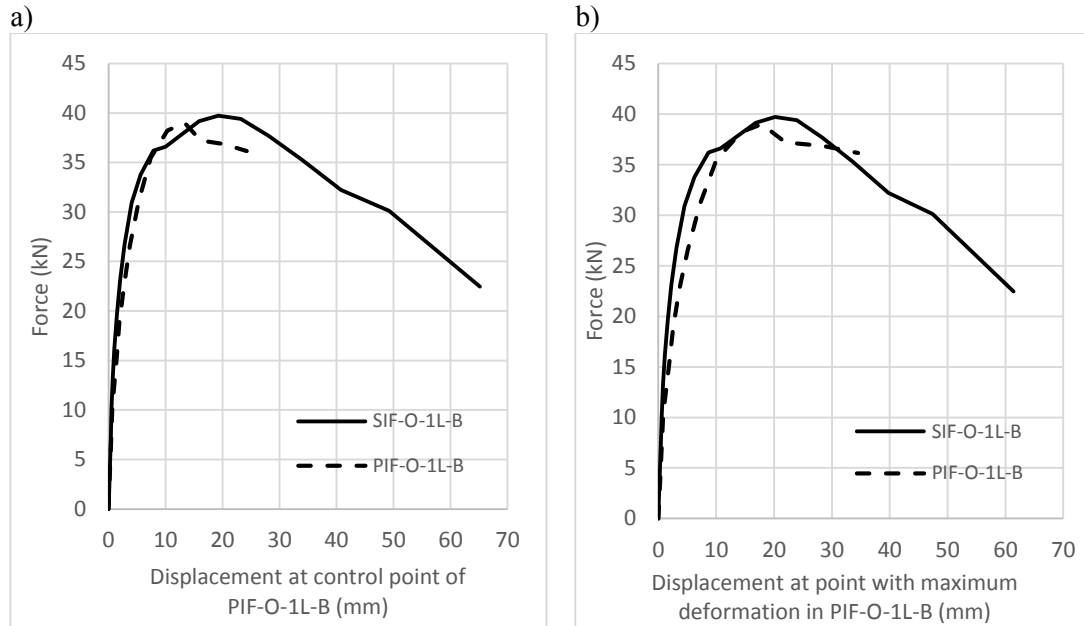 a)
45
40
35
30
25
20
15
10
5
0
Force (kN)
SIF-O-1L-B
PIF-O-1L-B
0 10 20 30 40 50 60 70
Displacement at control point of
PIF-O-1L-B (mm)
b)
45
40
35
30
25
20
15
10
5
0
Force (kN)
SIF-O-1L-B
PIF-O-1L-B
0 10 20 30 40 50 60 70
Displacement at point with maximum
deformation in PIF-O-1L-B (mm)